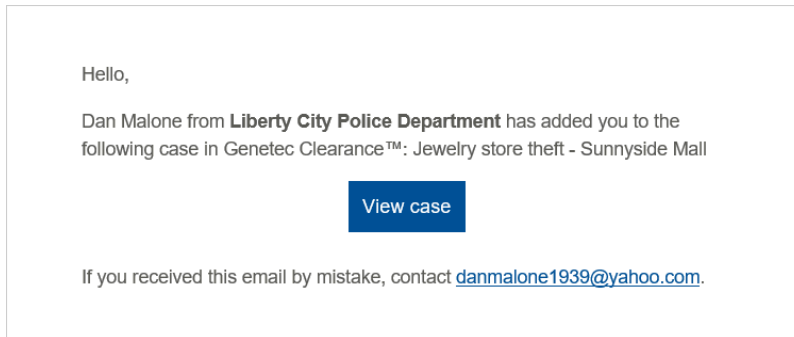 Hello,
Dan Malone from Liberty City Police Department has added you to the
following case in Genetec Clearance™: Jewelry store theft - Sunnyside Mall
View case
If you received this email by mistake, contact danmalone1939@yahoo.com.